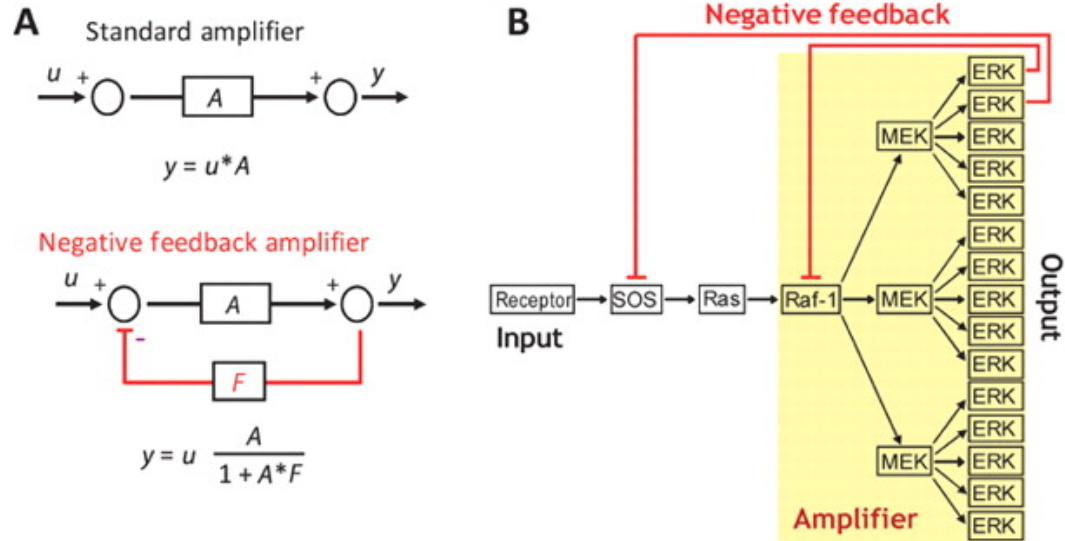 A
Standard amplifier
u + A + y
y = u*A
Negative feedback amplifier
u + A + y
-
F
y = u A
1 + A*F
B
Negative feedback
ERK
ERK
MEK ERK
ERK
ERK
ERK
ERK
Receptor SOS Ras Raf-1 MEK ERK
Input
ERK
ERK
Output
ERK
ERK
MEK ERK
ERK
ERK
Amplifier